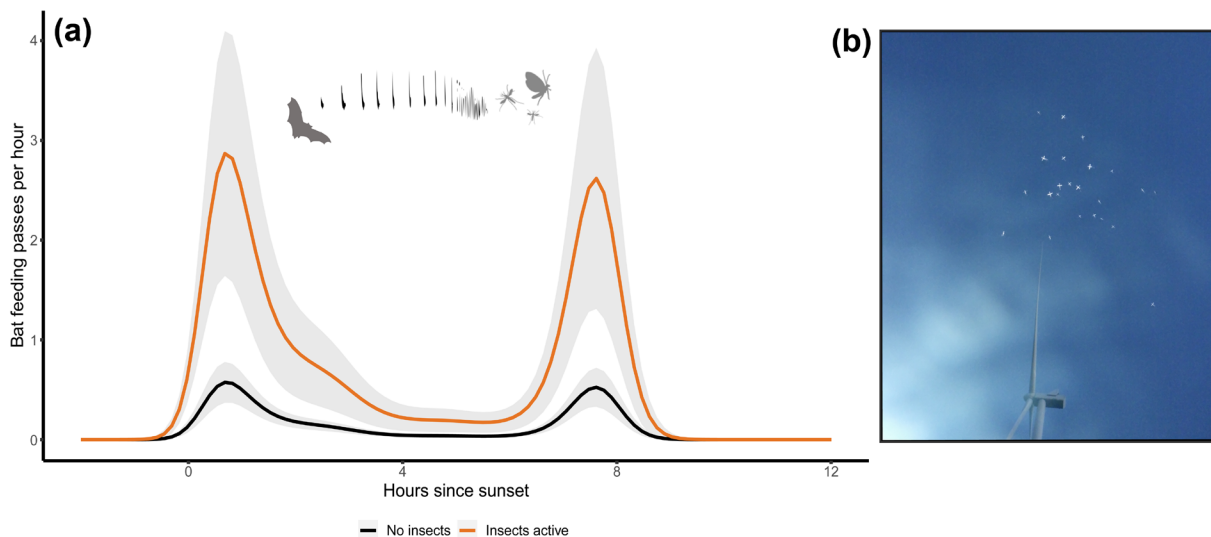 (a)
(b)
4
3
2
1
0
Bat feeding passes per hour
0 4 8 12
Hours since sunset
No insects Insects active